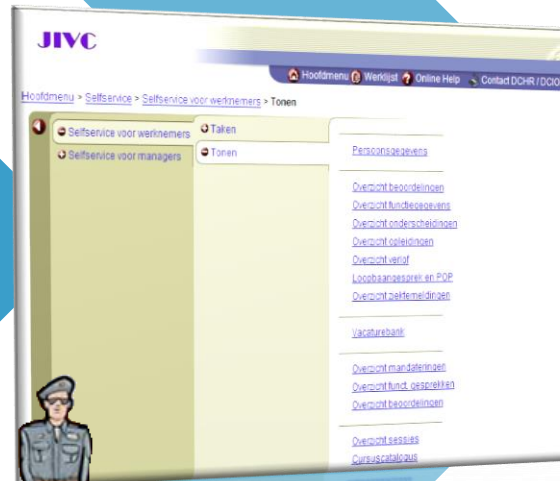 JIVC
Hoofdmenu Werklijst Online Help Contact DCHR / DCIO
Hoofdmenu > Selfservice > Selfservice voor werknemers > Tonen
Selfservice voor werknemers
Selfservice voor managers
Taken
Tonen
Persoonsgegevens
Overzicht beoordelingen
Overzicht functiegegevens
Overzicht onderscheidingen
Overzicht opleidingen
Overzicht verlof
Loopbaangesprek en POP
Overzicht ziektemeldingen
Vacaturebank
Overzicht mandateringen
Overzicht funct. gesprekken
Overzicht beoordelingen
Overzicht sessies
Cursuscatalogus